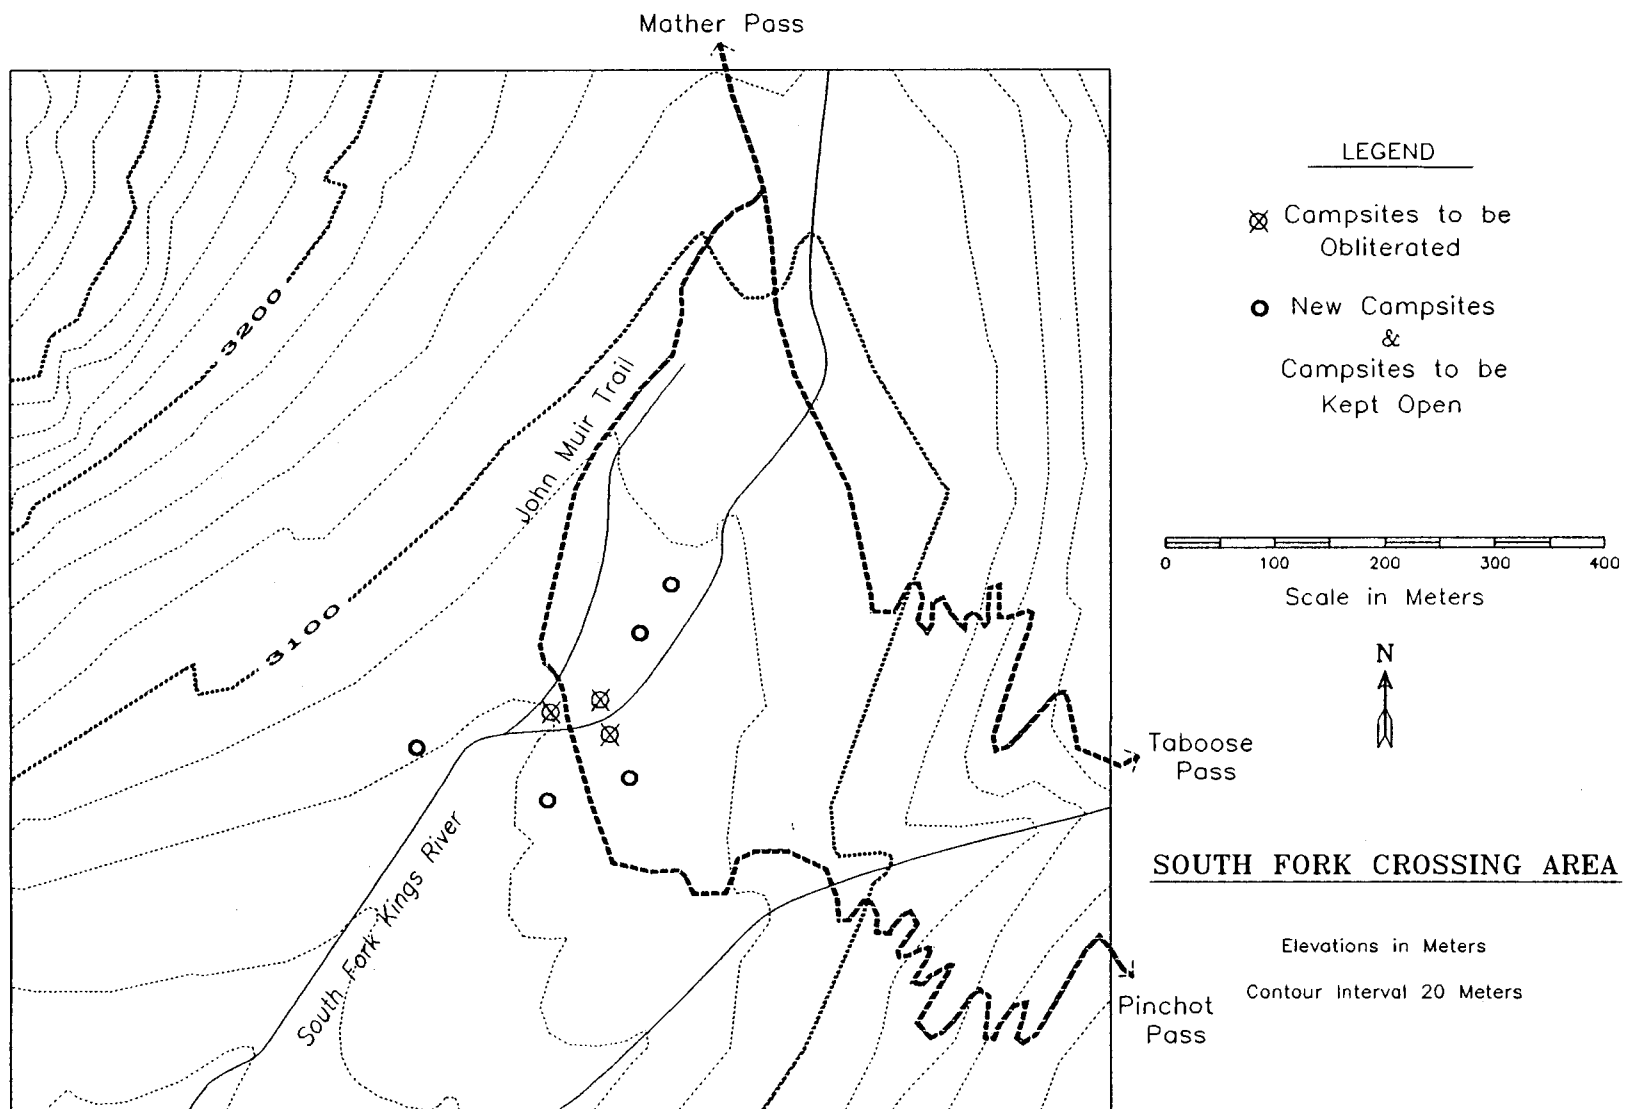 Mather Pass
LEGEND
Campsites to be
Obliterated
New Campsites
&
Campsites to be
Kept Open
3200
John Muir Trail
0 100 200 300 400
Scale in Meters
3100
N
Taboose
Pass
South Fork Kings River
SOUTH FORK CROSSING AREA
Elevations in Meters
Contour Interval 20 Meters
Pinchot
Pass